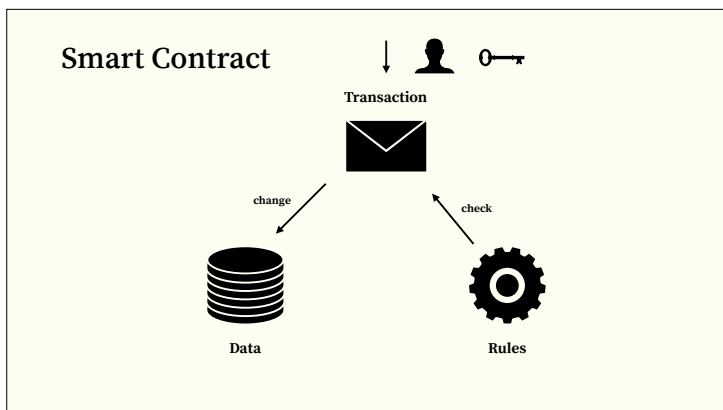 Smart Contract
Transaction
change
check
Data
Rules